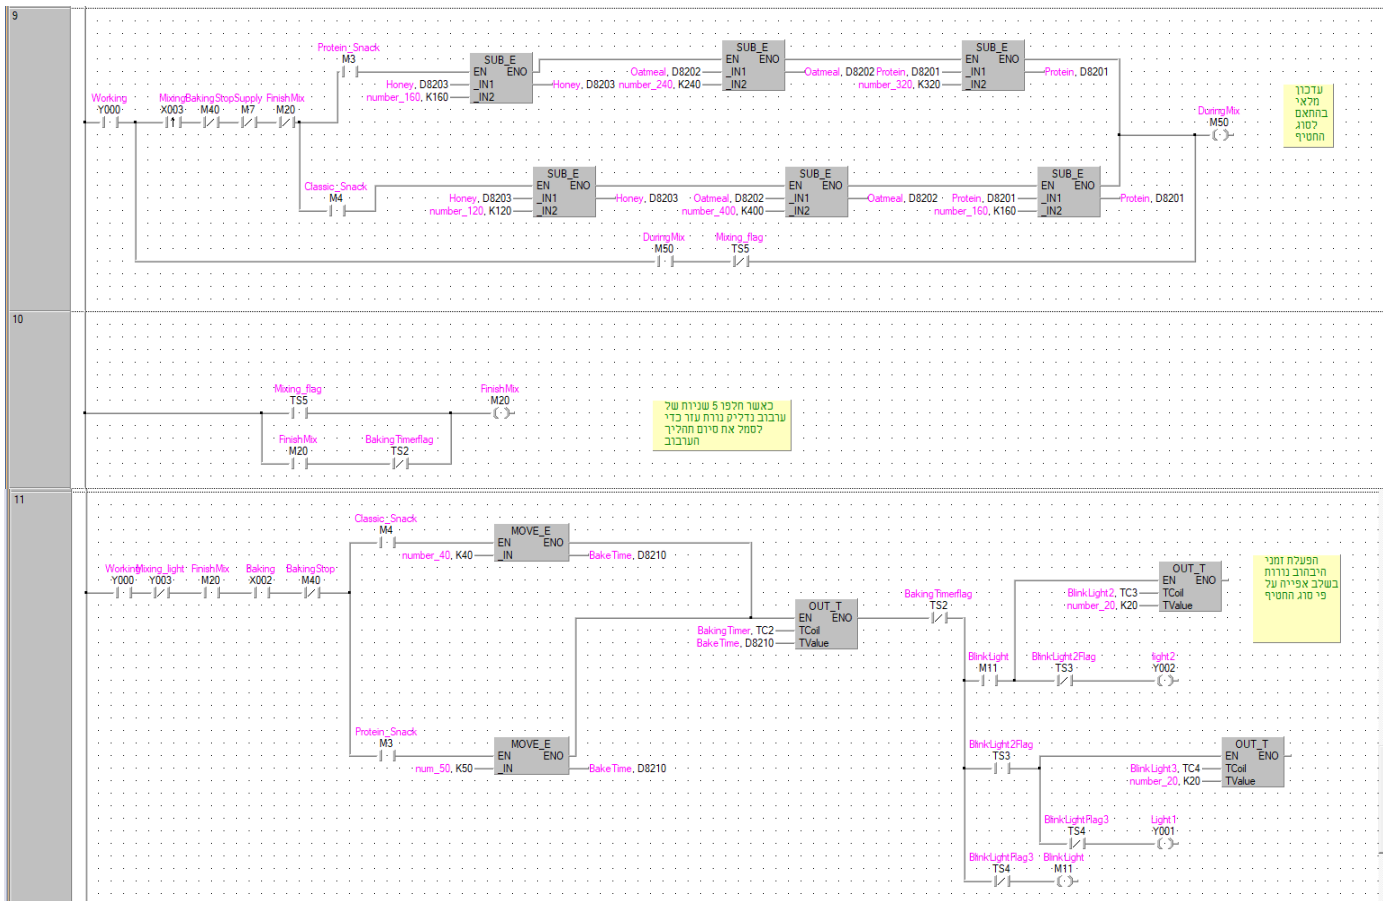 9
Protein_Snack
M3
SUB_E
EN ENO
Honey, D8203 _IN1 Honey, D8203
number_160, K160 _IN2
SUB_E
EN ENO
Oatmeal, D8202 _IN1 Oatmeal, D8202
number_240, K240 _IN2
SUB_E
EN ENO
Protein, D8201 _IN1 Protein, D8201
number_320, K320 _IN2
Working
Y000
Mixing
X003
BakingStop
M40
Supply
M7
FinishMix
M20
DuringMix
M50
עדכון
מלאי
בהתאם
לסוג
החטיף
Classic_Snack
M4
SUB_E
EN ENO
Honey, D8203 _IN1 Honey, D8203
number_120, K120 _IN2
SUB_E
EN ENO
Oatmeal, D8202 _IN1 Oatmeal, D8202
number_400, K400 _IN2
SUB_E
EN ENO
Protein, D8201 _IN1 Protein, D8201
number_160, K160 _IN2
DuringMix
M50
Mixing_flag
TS5
10
Mixing_flag
TS5
FinishMix
M20
FinishMix
M20
BakingTimerflag
TS2
כאשר חלפו 5 שניות של
ערבוב נדליק נורת עזר כדי
לסמל את סיום תהליך
הערבוב
11
Classic_Snack
M4
MOVE_E
EN ENO
number_40, K40 _IN BakeTime, D8210
Working
Y000
Mixing_light
Y003
FinishMix
M20
Baking
X002
BakingStop
M40
OUT_T
EN ENO
BakingTimer, TC2 TCoil
BakeTime, D8210 TValue
BakingTimerflag
TS2
OUT_T
EN ENO
BlinkLight2, TC3 TCoil
number_20, K20 TValue
הפעלת זמני
היבהוב נורות
בשלב אפייה על
פי סוג החטיף
BlinkLight
M11
BlinkLight2Flag
TS3
light2
Y002
Protein_Snack
M3
MOVE_E
EN ENO
num_50, K50 _IN BakeTime, D8210
BlinkLight2Flag
TS3
OUT_T
EN ENO
BlinkLight3, TC4 TCoil
number_20, K20 TValue
BlinkLightFlag3
TS4
Light1
Y001
BlinkLightFlag3
TS4
BlinkLight
M11